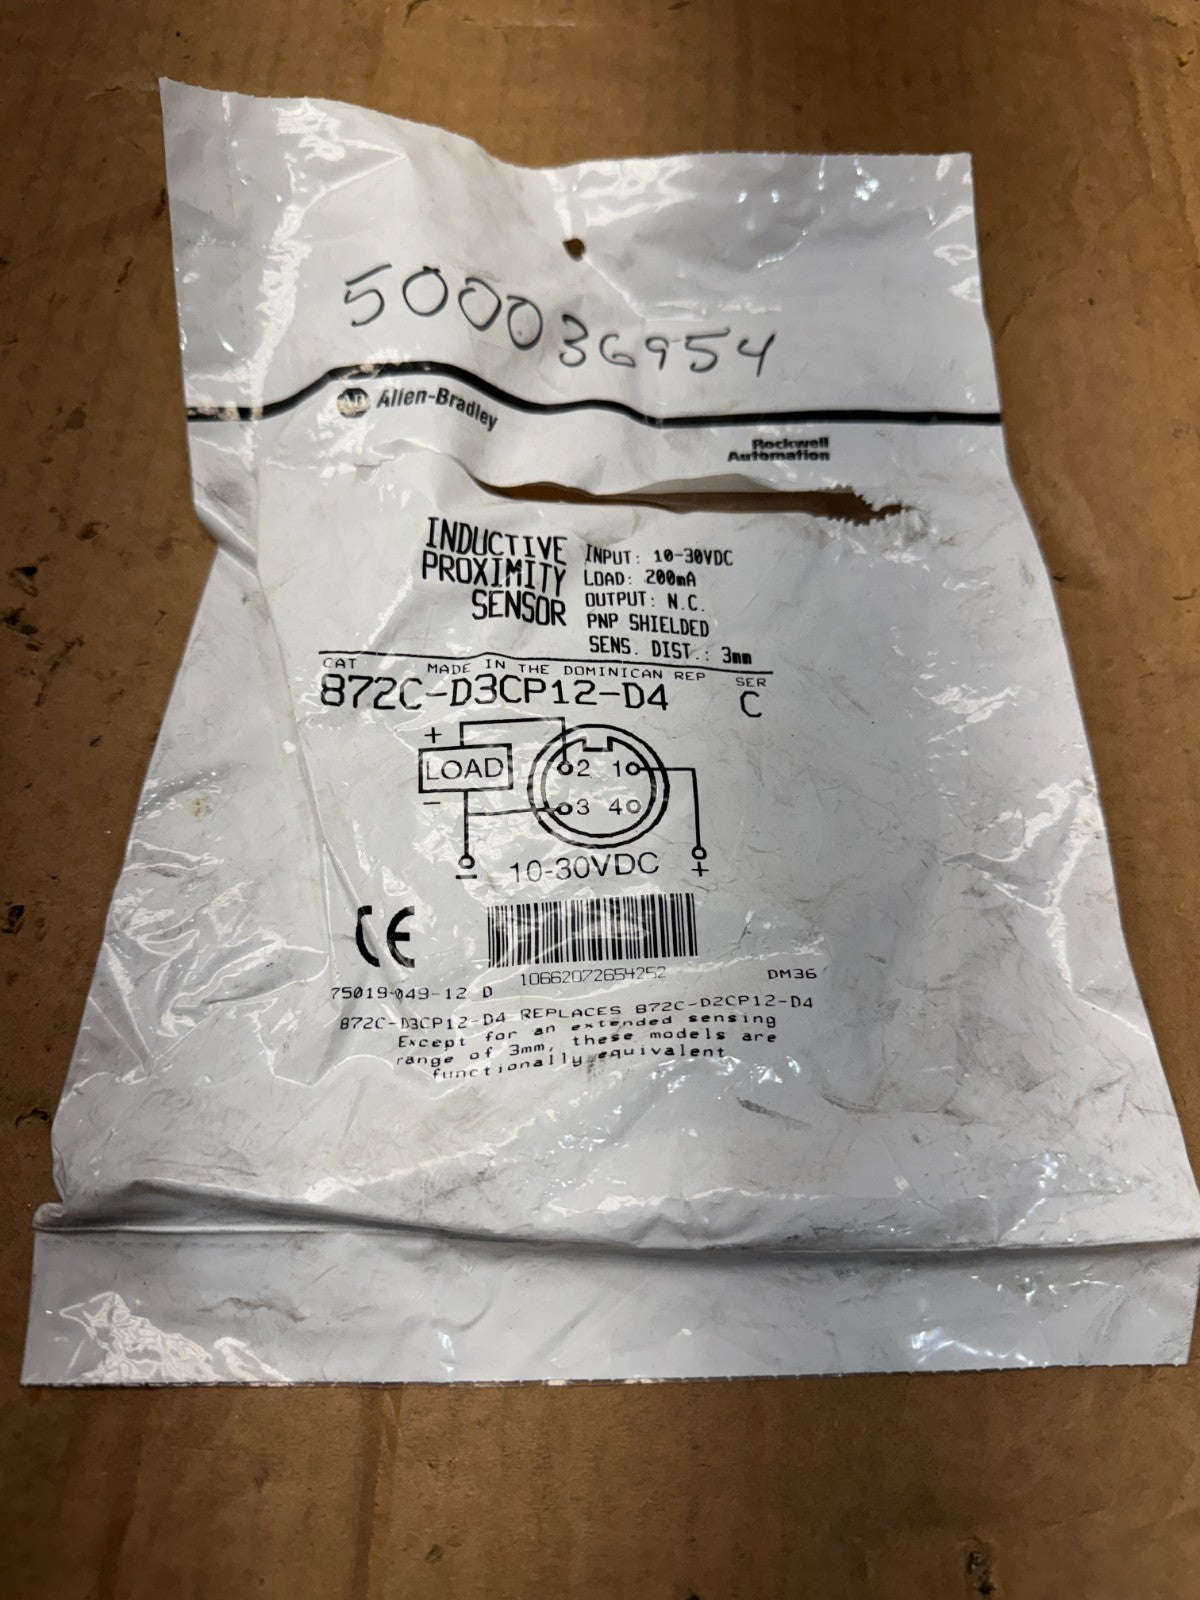 5000036954
AB Allen-Bradley
Rockwell
Automation
INDUCTIVE
PROXIMITY
SENSOR
INPUT: 10-30VDC
LOAD: 200mA
OUTPUT: N.C.
PNP SHIELDED
SENS. DIST.: 3mm
CAT MADE IN THE DOMINICAN REP SER
872C-D3CP12-D4 C
+
LOAD
−
2 1
3 4
− 10-30VDC +
CE
10662072654252
75019-049-12 D
DM36
872C-D3CP12-D4 REPLACES 872C-D2CP12-D4
Except for an extended sensing
range of 3mm, these models are
functionally equivalent